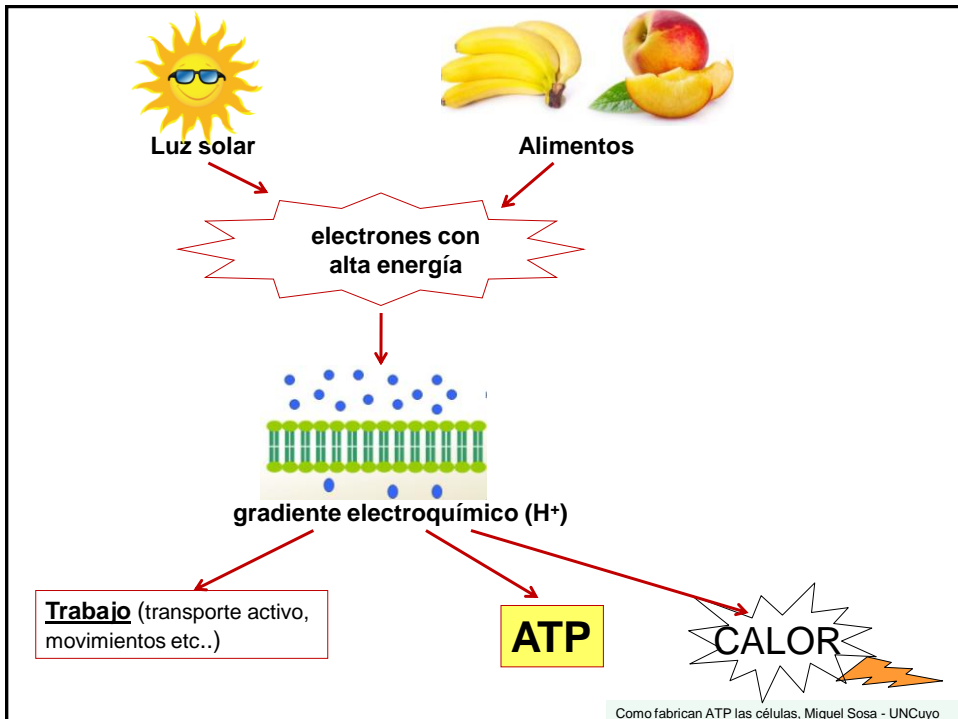 Luz solar
Alimentos
electrones con
alta energía
gradiente electroquímico (H⁺)
Trabajo (transporte activo,
movimientos etc..)
ATP
CALOR
Como fabrican ATP las células, Miguel Sosa - UNCuyo